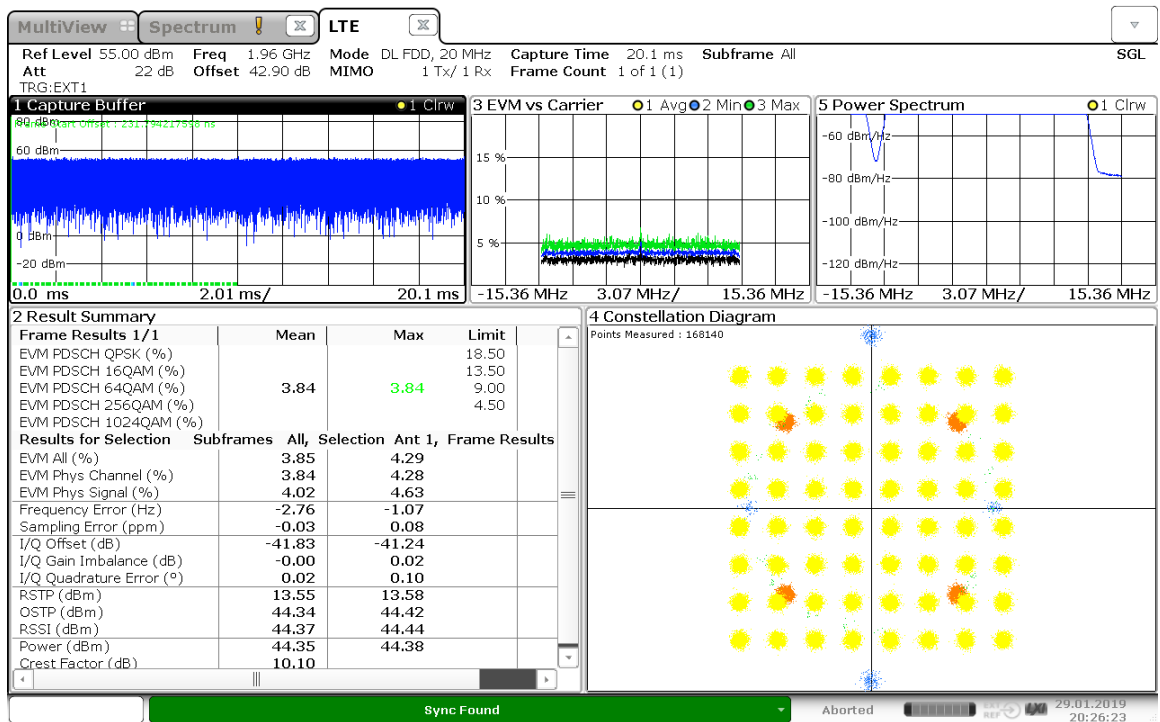 MultiView Spectrum LTE
Ref Level 55.00 dBm Freq 1.96 GHz Mode DL FDD, 20 MHz Capture Time 20.1 ms Subframe All SGL
Att 22 dB Offset 42.90 dB MIMO 1 Tx/ 1 Rx Frame Count 1 of 1 (1)
TRG:EXT1
1 Capture Buffer 1 Clrw
80 dBm
60 dBm
0 dBm
-20 dBm
0.0 ms 2.01 ms/ 20.1 ms
3 EVM vs Carrier 1 Avg 2 Min 3 Max
15 %
10 %
5 %
-15.36 MHz 3.07 MHz/ 15.36 MHz
5 Power Spectrum 1 Clrw
-60 dBm/Hz
-80 dBm/Hz
-100 dBm/Hz
-120 dBm/Hz
-15.36 MHz 3.07 MHz/ 15.36 MHz
2 Result Summary
Frame Results 1/1 Mean Max Limit
EVM PDSCH QPSK (%) 18.50
EVM PDSCH 16QAM (%) 13.50
EVM PDSCH 64QAM (%) 3.84 3.84 9.00
EVM PDSCH 256QAM (%) 4.50
EVM PDSCH 1024QAM (%)
Results for Selection Subframes All, Selection Ant 1, Frame Results
EVM All (%) 3.85 4.29
EVM Phys Channel (%) 3.84 4.28
EVM Phys Signal (%) 4.02 4.63
Frequency Error (Hz) -2.76 -1.07
Sampling Error (ppm) -0.03 0.08
I/Q Offset (dB) -41.83 -41.24
I/Q Gain Imbalance (dB) -0.00 0.02
I/Q Quadrature Error (°) 0.02 0.10
RSTP (dBm) 13.55 13.58
OSTP (dBm) 44.34 44.42
RSSI (dBm) 44.37 44.44
Power (dBm) 44.35 44.38
Crest Factor (dB) 10.10
4 Constellation Diagram
Points Measured : 168140
Sync Found
Aborted
EXT REF
LXI
29.01.2019
20:26:23